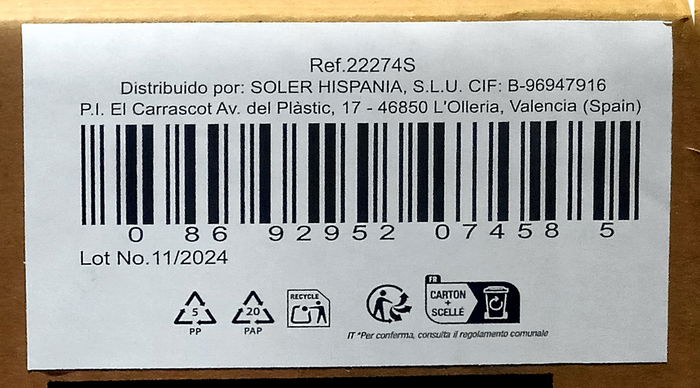 Ref.22274S
Distribuido por: SOLER HISPANIA, S.L.U. CIF: B-96947916
P.I. El Carrascot Av. del Plàstic, 17 - 46850 L'Olleria, Valencia (Spain)
0 86 92952 07458 5
Lot No.11/2024
5
PP
20
PAP
RECYCLE
FR
CARTON
+
SCELLÉ
IT *Per conferma, consulta il regolamento comunale